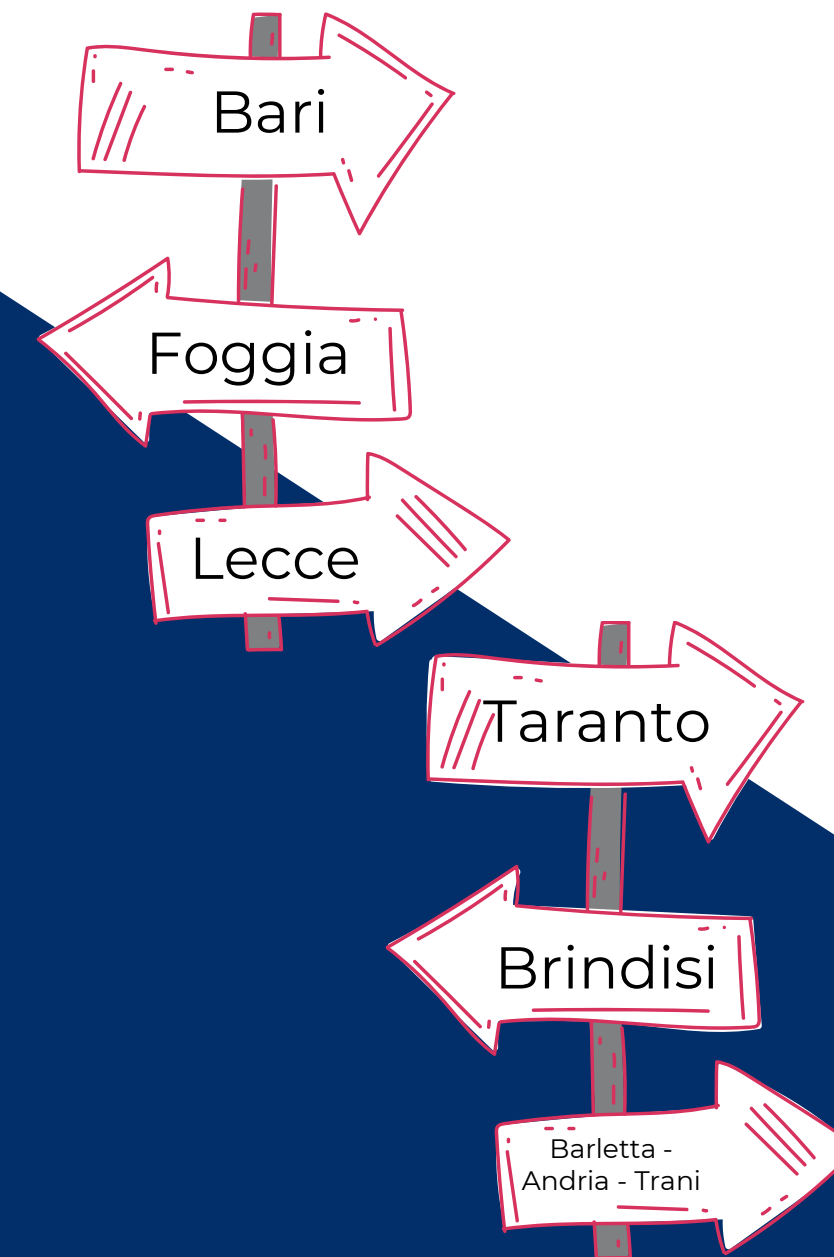 Bari
Foggia
Lecce
Taranto
Brindisi
Barletta -
Andria - Trani